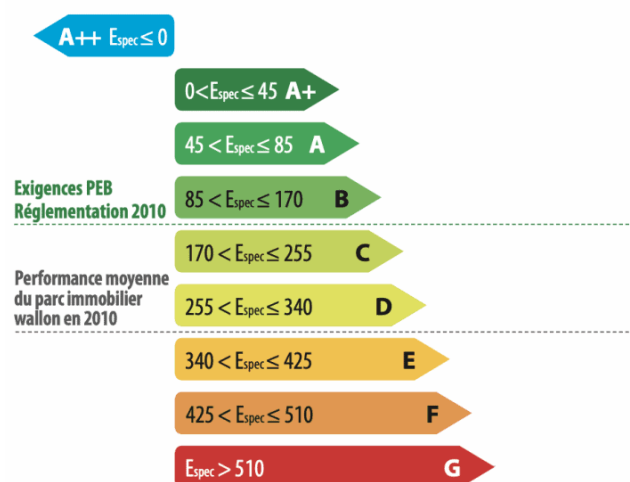 A++ Espec ≤ 0
0<Espec ≤ 45 A+
45 < Espec ≤ 85 A
Exigences PEB
Réglementation 2010
85 < Espec ≤ 170 B
170 < Espec ≤ 255 C
Performance moyenne
du parc immobilier
wallon en 2010
255 < Espec ≤ 340 D
340 < Espec ≤ 425 E
425 < Espec ≤ 510 F
Espec > 510 G